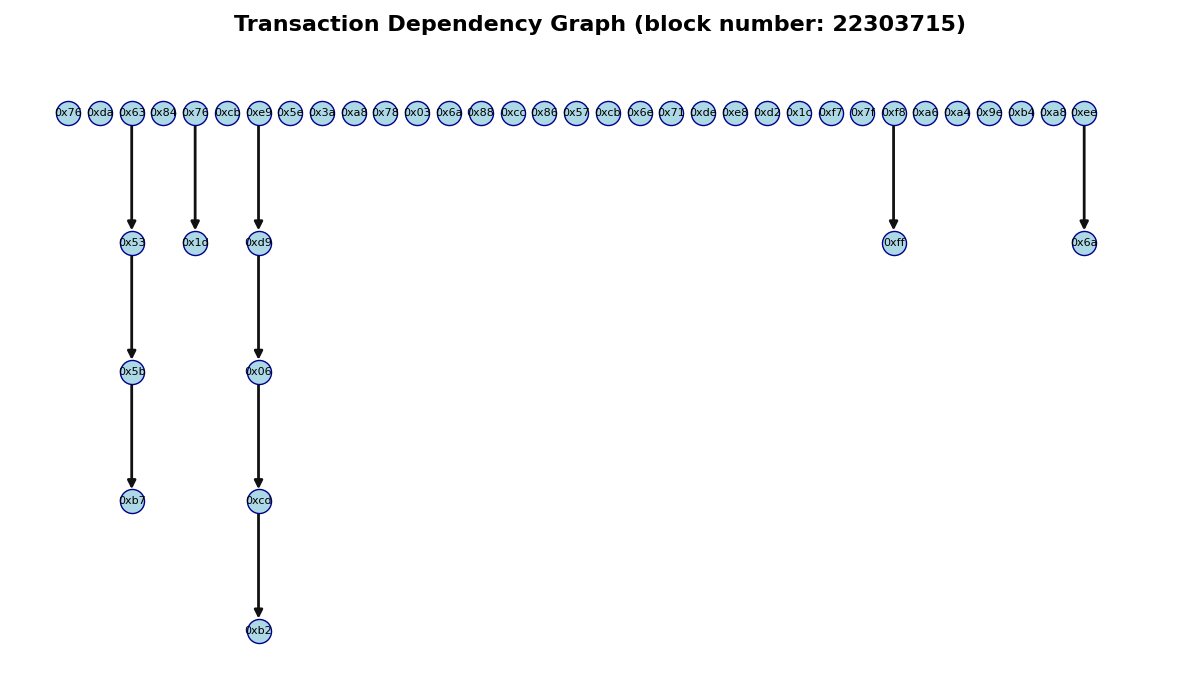 Transaction Dependency Graph (block number: 22303715)
0x76 0xda 0x63 0x84 0x76 0xcb 0xe9 0x5e 0x3a 0xa8 0x78 0x03 0x6a 0x88 0xcc 0x86 0x57 0xcb 0x6e 0x71 0xde 0xe8 0xd2 0x1c 0xf7 0x7f 0xf8 0xa6 0xa4 0x9e 0xb4 0xa8 0xee
0x53 0x1d 0xd9 0xff 0x6a
0x5b 0x06
0xb7 0xcd
0xb2